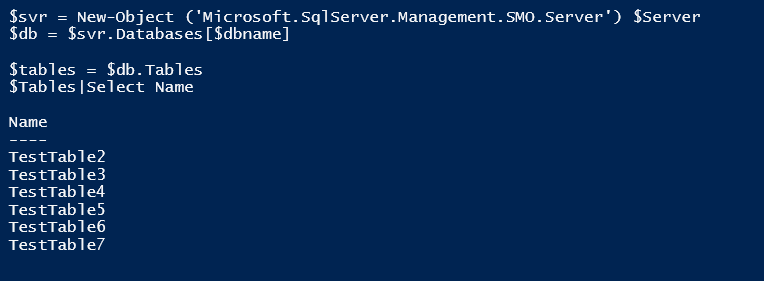 $svr = New-Object ('Microsoft.SqlServer.Management.SMO.Server') $Server
$db = $svr.Databases[$dbname]
$tables = $db.Tables
$Tables|Select Name
Name
----
TestTable2
TestTable3
TestTable4
TestTable5
TestTable6
TestTable7